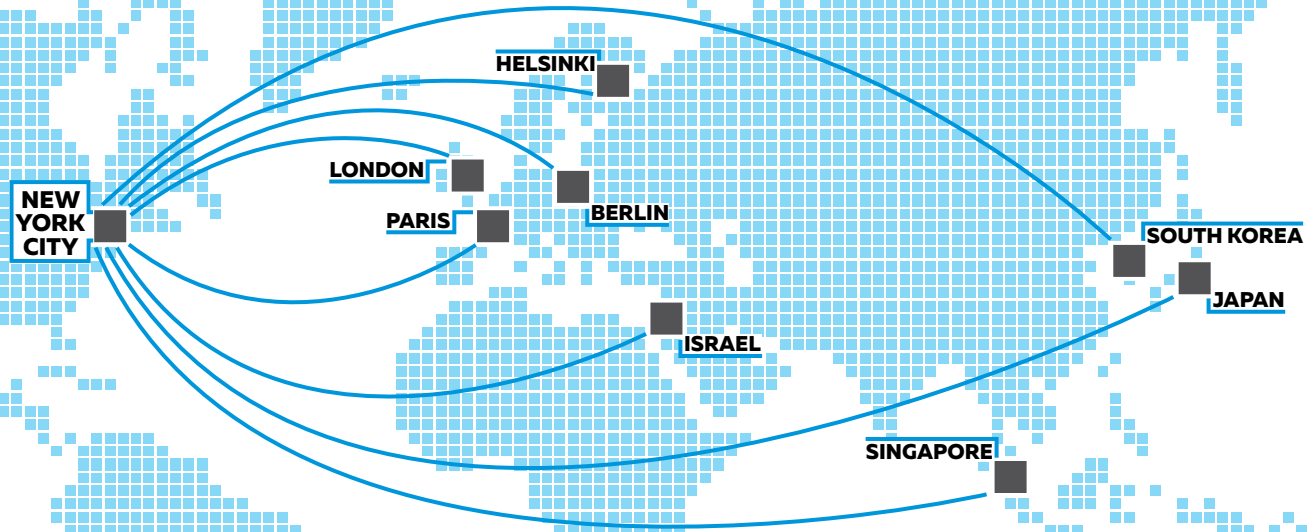 HELSINKI
LONDON
NEW
YORK
CITY
PARIS
BERLIN
SOUTH KOREA
JAPAN
ISRAEL
SINGAPORE